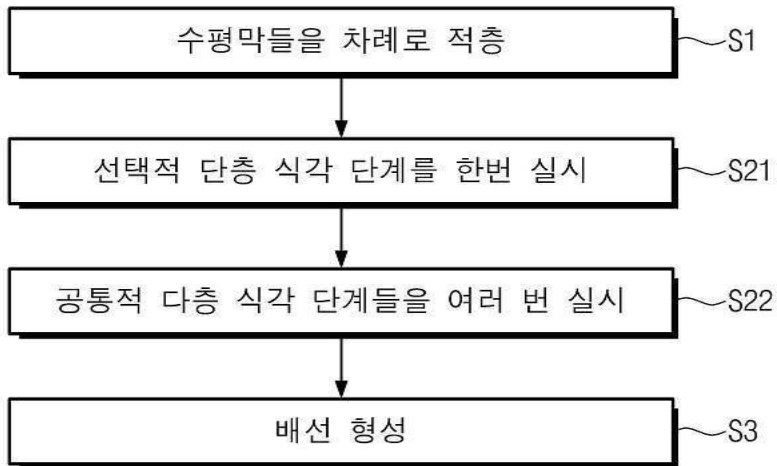 수평막들을 차례로 적층 S1
선택적 단층 식각 단계를 한번 실시 S21
공통적 다층 식각 단계들을 여러 번 실시 S22
배선 형성 S3